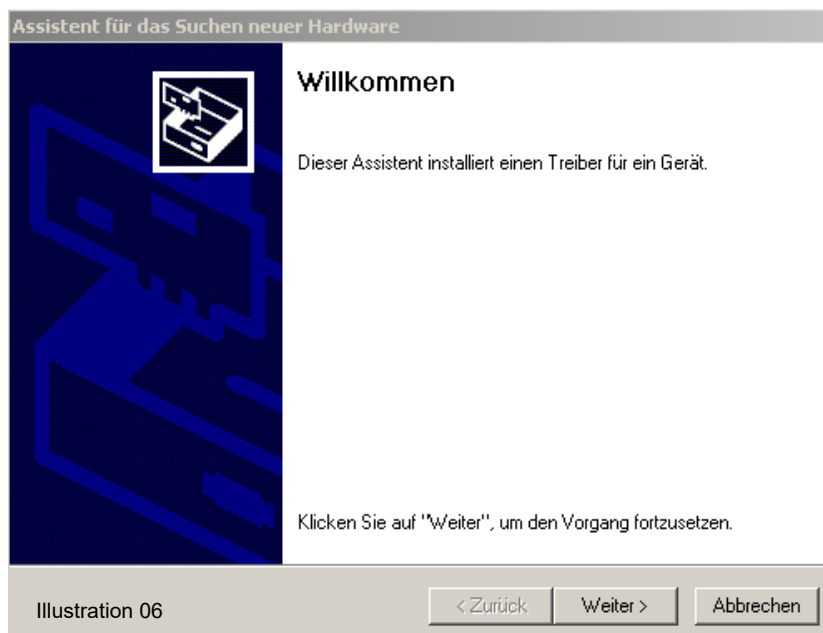 Assistent für das Suchen neuer Hardware
Willkommen
Dieser Assistent installiert einen Treiber für ein Gerät.
Klicken Sie auf "Weiter", um den Vorgang fortzusetzen.
Illustration 06
< Zurück
Weiter >
Abbrechen